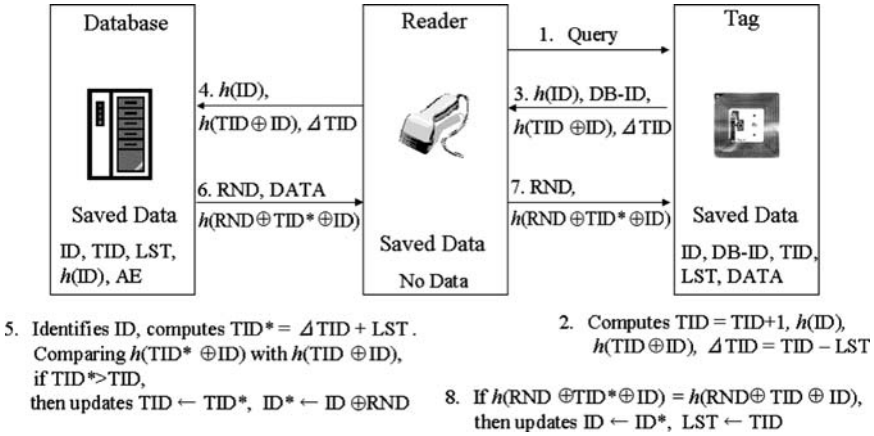 Database
Reader
Tag
1. Query
4. h(ID),
h(TID⊕ID), ΔTID
3. h(ID), DB-ID,
h(TID ⊕ID), ΔTID
6. RND, DATA
h(RND⊕TID* ⊕ID)
7. RND,
h(RND⊕TID* ⊕ID)
Saved Data
ID, TID, LST,
h(ID), AE
Saved Data
No Data
Saved Data
ID, DB-ID, TID,
LST, DATA
5. Identifies ID, computes TID* = ΔTID + LST .
Comparing h(TID* ⊕ID) with h(TID ⊕ID),
if TID*>TID,
then updates TID ← TID*, ID* ← ID ⊕RND
2. Computes TID = TID+1, h(ID),
h(TID⊕ID), ΔTID = TID – LST
8. If h(RND ⊕TID*⊕ID) = h(RND⊕ TID ⊕ ID),
then updates ID ← ID*, LST ← TID